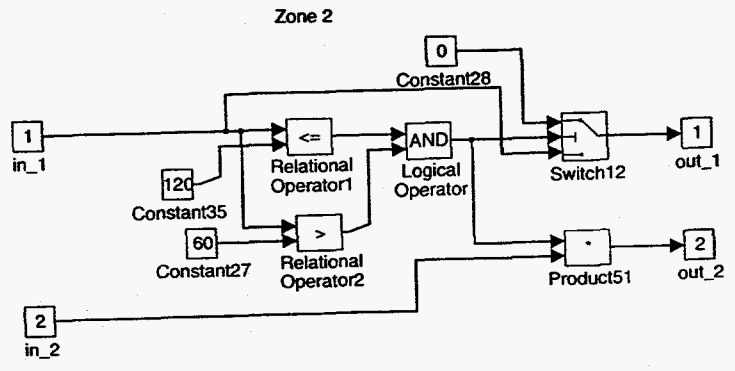 Zone 2
0
Constant28
1
in_1
<=
Relational
Operator1
AND
Logical
Operator
Switch12
1
out_1
120
Constant35
60
Constant27
>
Relational
Operator2
*
Product51
2
out_2
2
in_2